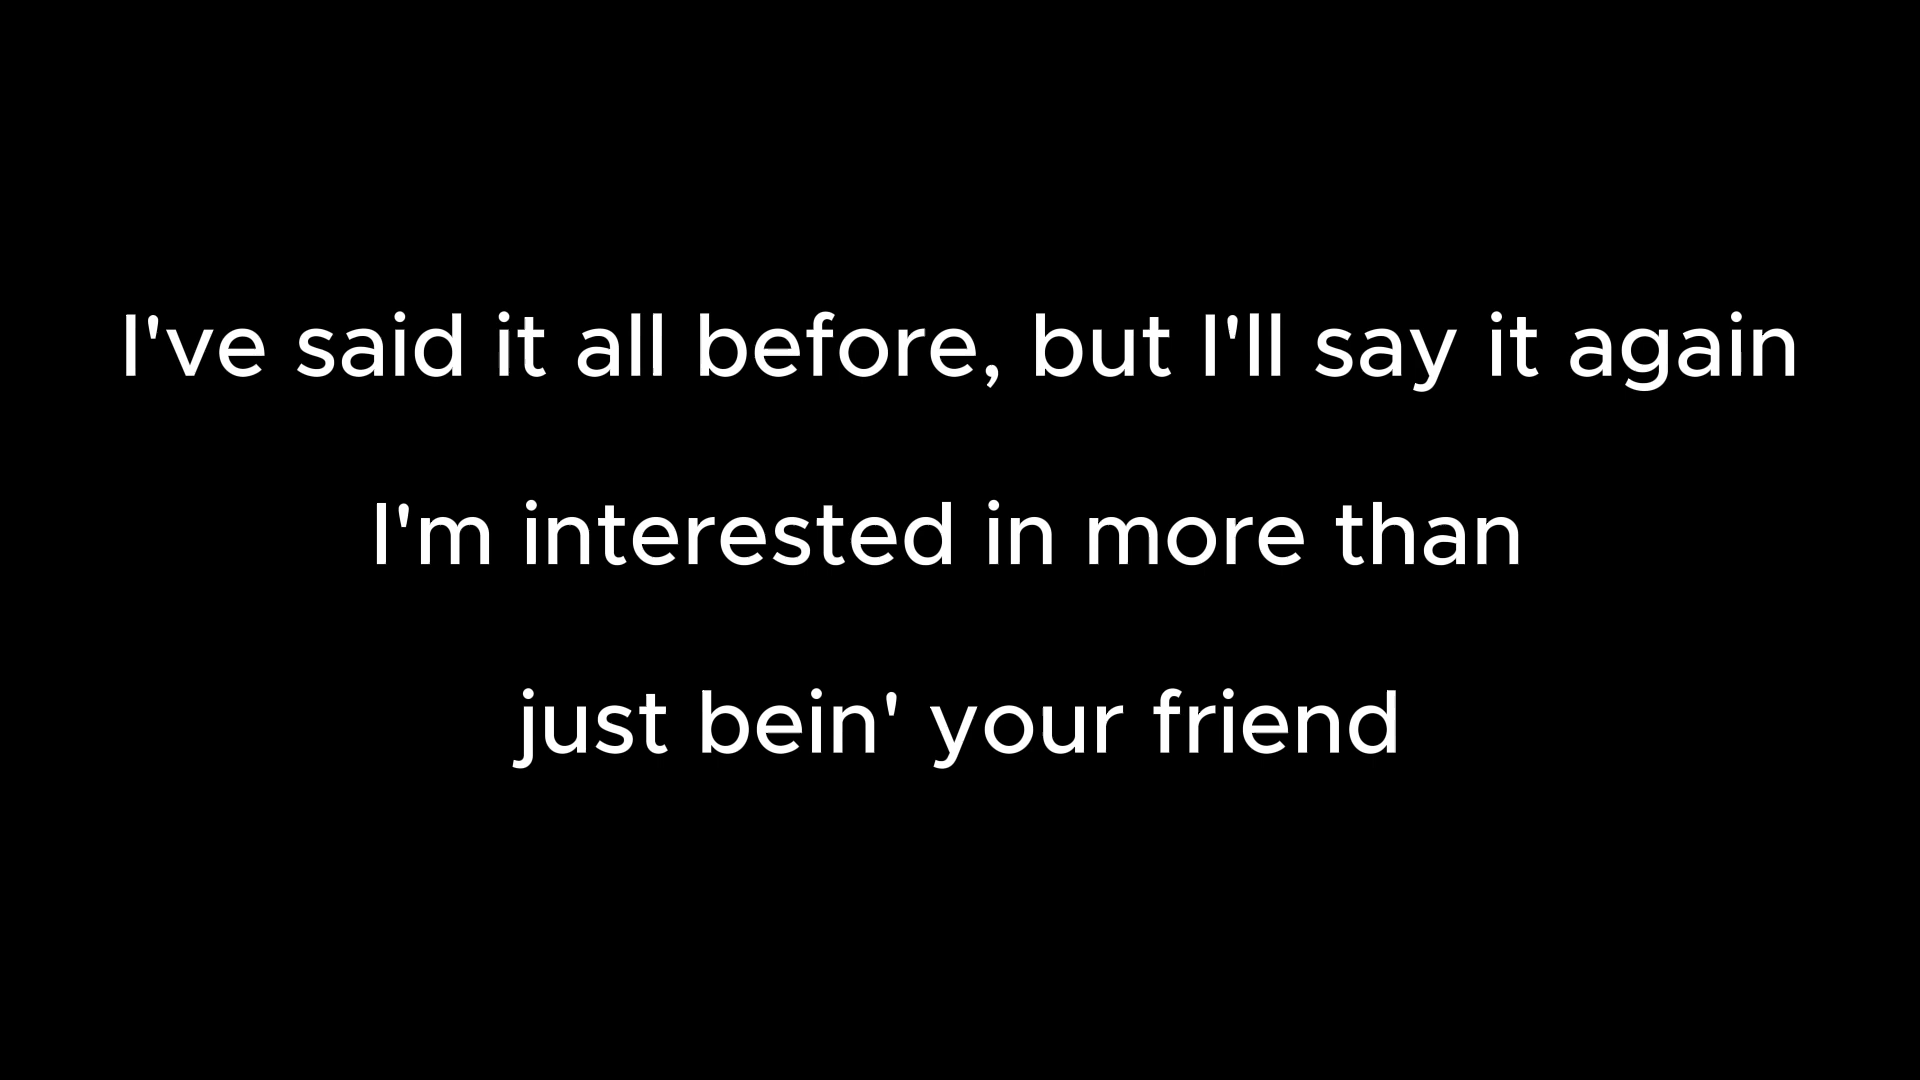 I've said it all before, but I'll say it again
I'm interested in more than
just bein' your friend